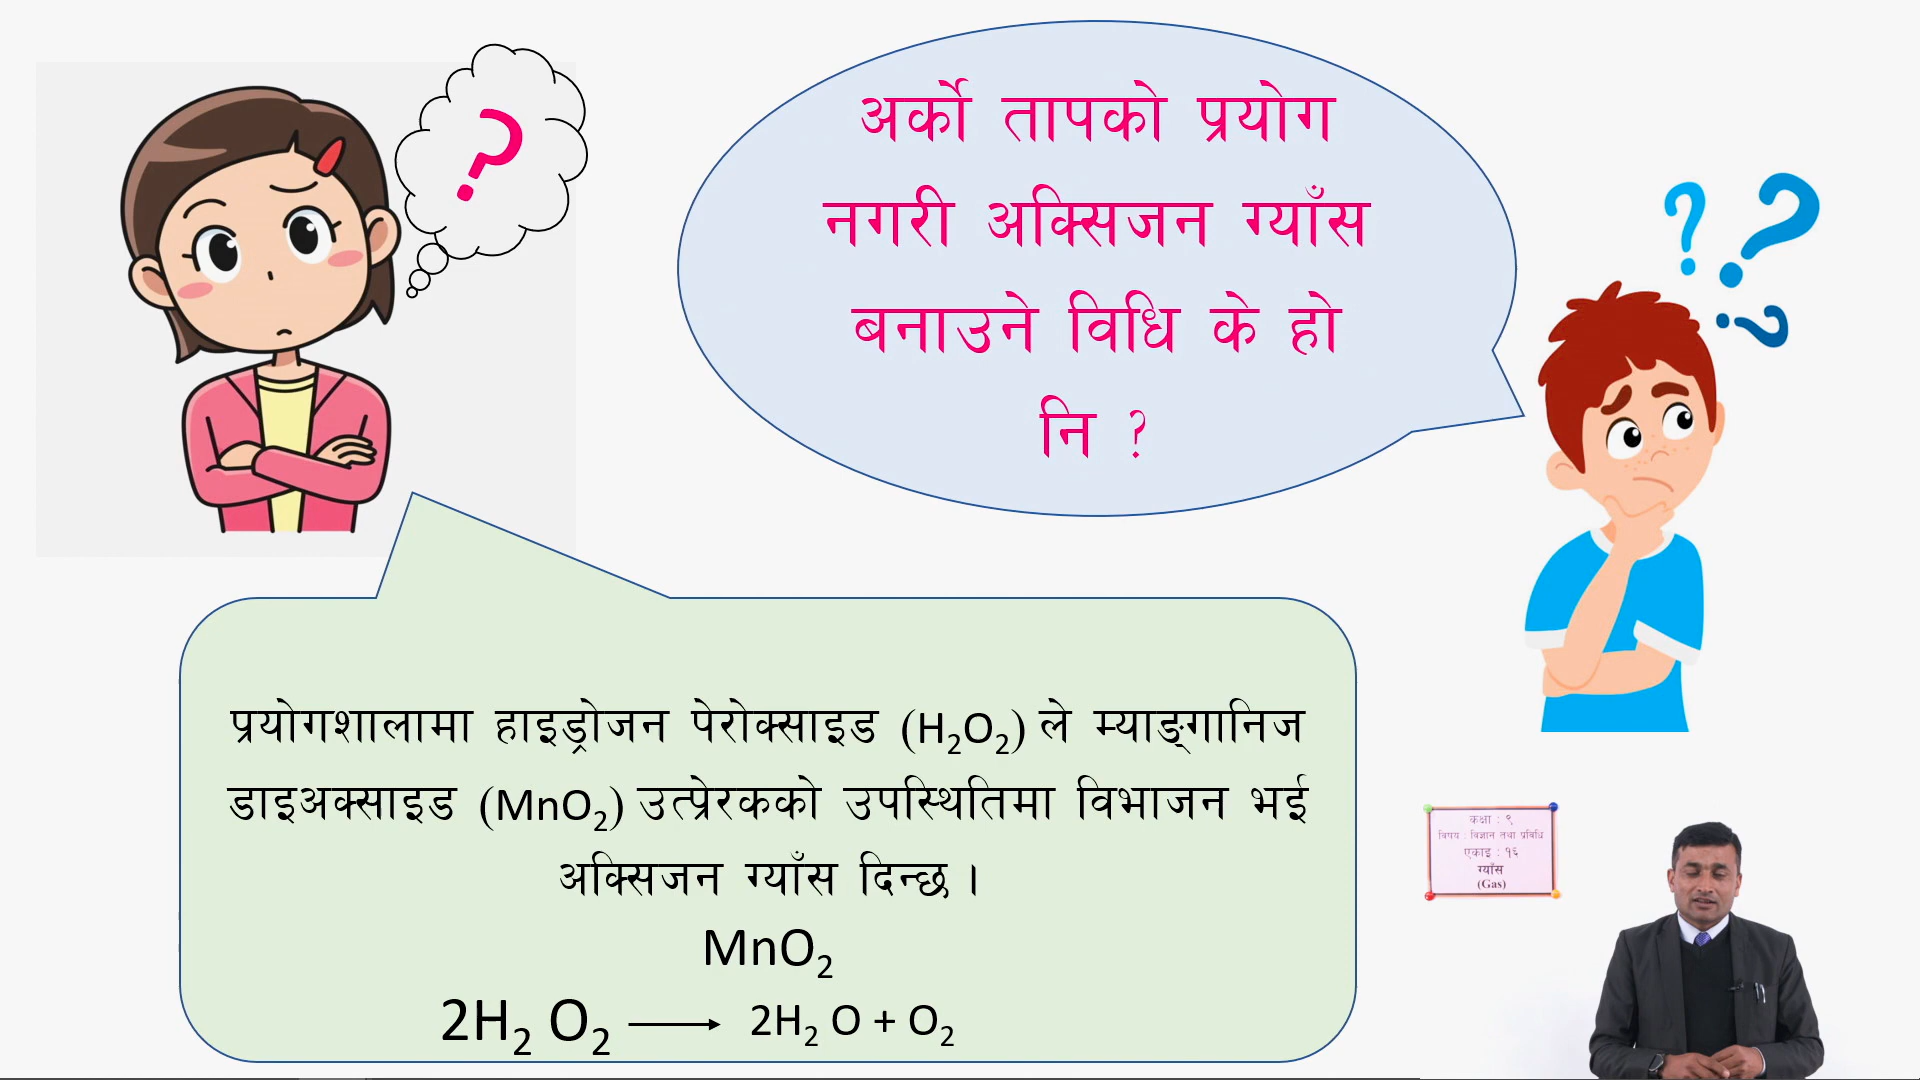 ?
अर्को तापको प्रयोग
नगरी अक्सिजन ग्याँस
बनाउने विधि के हो
नि ?
प्रयोगशालामा हाइड्रोजन पेरोक्साइड (H₂O₂) ले म्याङ्गानिज
डाइअक्साइड (MnO₂) उत्प्रेरकको उपस्थितिमा विभाजन भई
अक्सिजन ग्याँस दिन्छ ।
MnO₂
2H₂ O₂ ⟶ 2H₂ O + O₂
कक्षा : ९
विषय : विज्ञान तथा प्रविधि
एकाइ : १६
ग्याँस
(Gas)